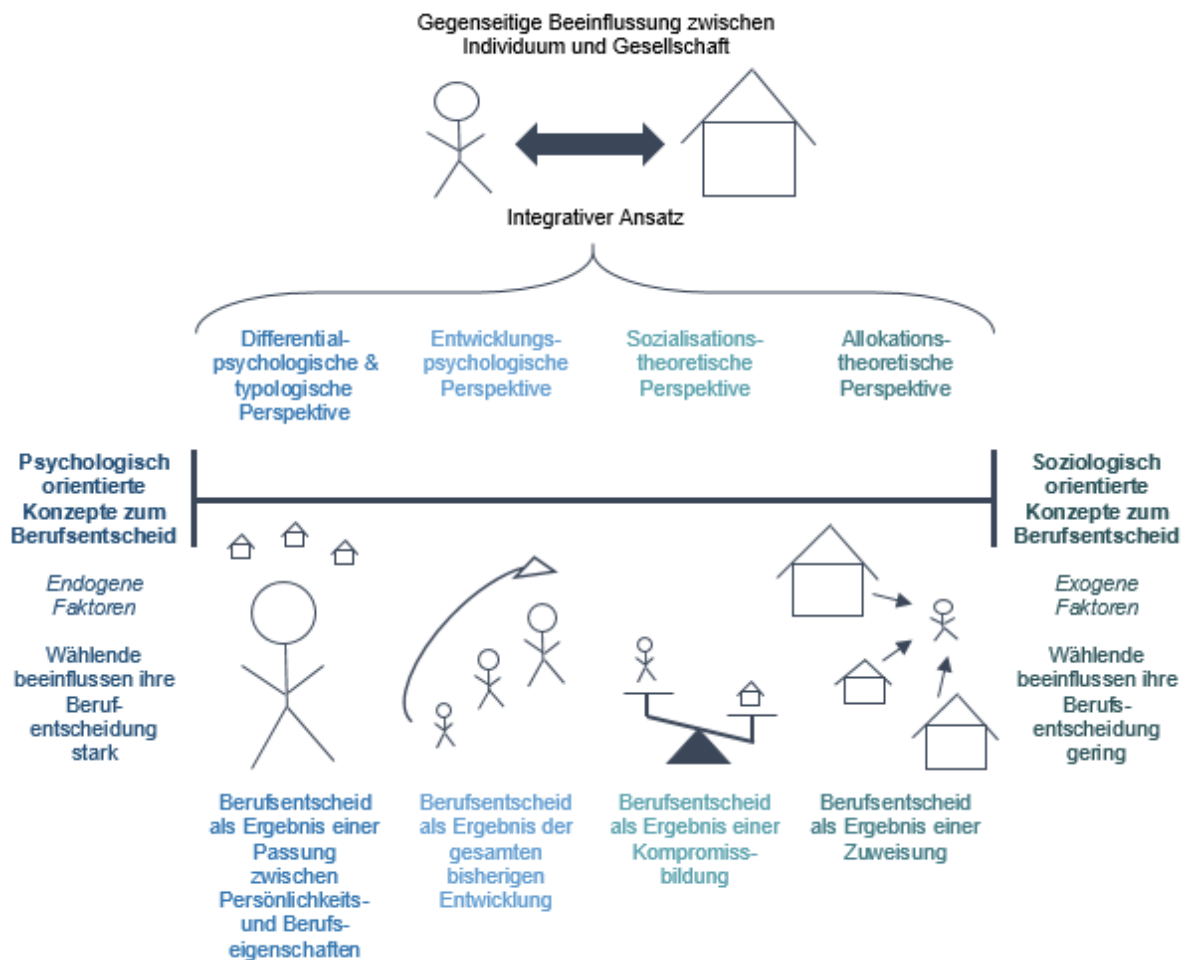 Gegenseitige Beeinflussung zwischen
Individuum und Gesellschaft
Integrativer Ansatz
Differential-
psychologische &
typologische
Perspektive
Entwicklungs-
psychologische
Perspektive
Sozialisations-
theoretische
Perspektive
Allokations-
theoretische
Perspektive
Psychologisch
orientierte
Konzepte zum
Berufsentscheid
Endogene
Faktoren
Wählende
beeinflussen ihre
Beruf-
entscheidung
stark
Soziologisch
orientierte
Konzepte zum
Berufsentscheid
Exogene
Faktoren
Wählende
beeinflussen ihre
Berufs-
entscheidung
gering
Berufsentscheid
als Ergebnis einer
Passung
zwischen
Persönlichkeits-
und Berufs-
eigenschaften
Berufsentscheid
als Ergebnis der
gesamten
bisherigen
Entwicklung
Berufsentscheid
als Ergebnis einer
Kompromiss-
bildung
Berufsentscheid
als Ergebnis einer
Zuweisung